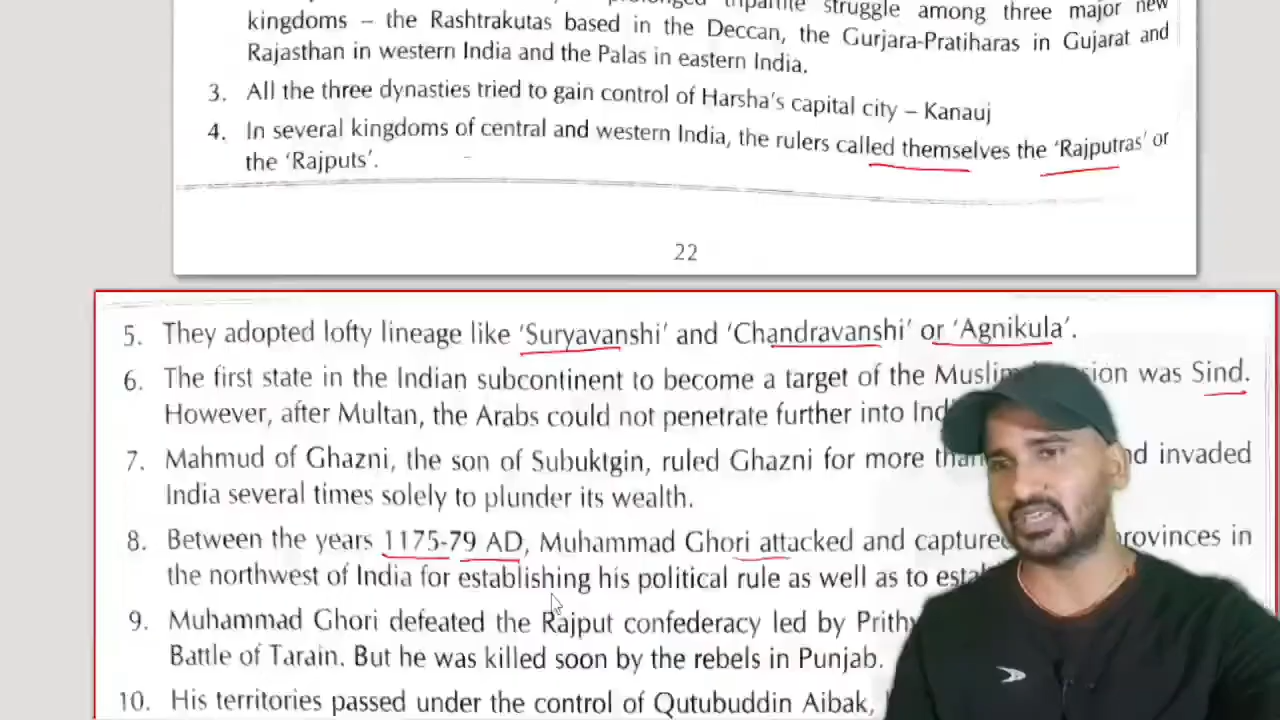 prolonged tripartite struggle among three major new
kingdoms – the Rashtrakutas based in the Deccan, the Gurjara-Pratiharas in Gujarat and
Rajasthan in western India and the Palas in eastern India.
3. All the three dynasties tried to gain control of Harsha's capital city – Kanauj
4. In several kingdoms of central and western India, the rulers called themselves the 'Rajputras' or
the 'Rajputs'.
22
5. They adopted lofty lineage like 'Suryavanshi' and 'Chandravanshi' or 'Agnikula'.
6. The first state in the Indian subcontinent to become a target of the Muslim was Sind.
However, after Multan, the Arabs could not penetrate further into
7. Mahmud of Ghazni, the son of Subuktgin, ruled Ghazni for more invaded
India several times solely to plunder its wealth.
8. Between the years 1175-79 AD, Muhammad Ghori attacked and provinces in
the northwest of India for establishing his political rule as well as to
9. Muhammad Ghori defeated the Rajput confederacy led by
Battle of Tarain. But he was killed soon by the rebels in Punjab.
10. His territories passed under the control of Qutubuddin Aibak,